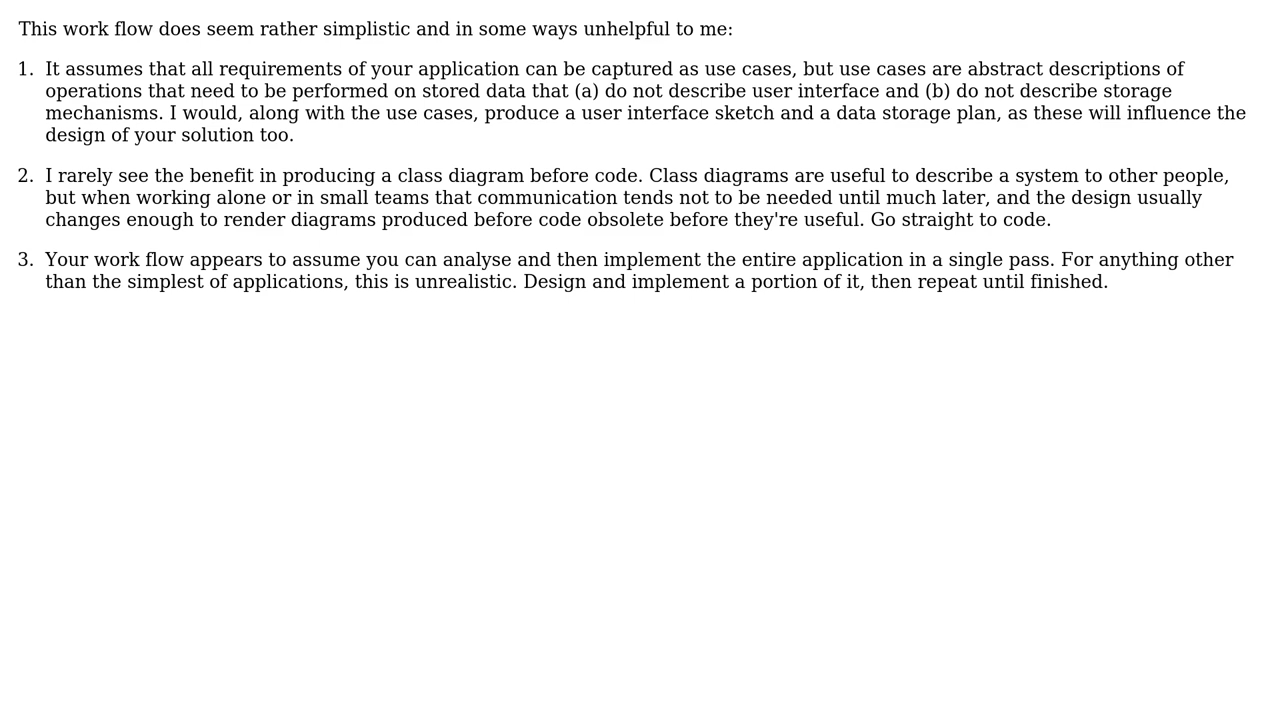 This work flow does seem rather simplistic and in some ways unhelpful to me:
1. It assumes that all requirements of your application can be captured as use cases, but use cases are abstract descriptions of
operations that need to be performed on stored data that (a) do not describe user interface and (b) do not describe storage
mechanisms. I would, along with the use cases, produce a user interface sketch and a data storage plan, as these will influence the
design of your solution too.
2. I rarely see the benefit in producing a class diagram before code. Class diagrams are useful to describe a system to other people,
but when working alone or in small teams that communication tends not to be needed until much later, and the design usually
changes enough to render diagrams produced before code obsolete before they're useful. Go straight to code.
3. Your work flow appears to assume you can analyse and then implement the entire application in a single pass. For anything other
than the simplest of applications, this is unrealistic. Design and implement a portion of it, then repeat until finished.